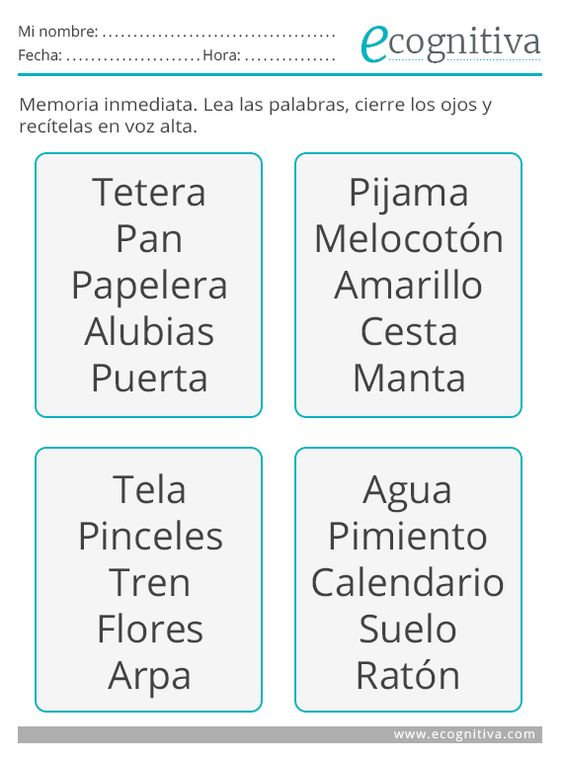 Mi nombre: .....................................
Fecha: ..................... Hora: ...............
ecognitiva
Memoria inmediata. Lea las palabras, cierre los ojos y
recítelas en voz alta.
Tetera
Pan
Papelera
Alubias
Puerta
Pijama
Melocotón
Amarillo
Cesta
Manta
Tela
Pinceles
Tren
Flores
Arpa
Agua
Pimiento
Calendario
Suelo
Ratón
www.ecognitiva.com